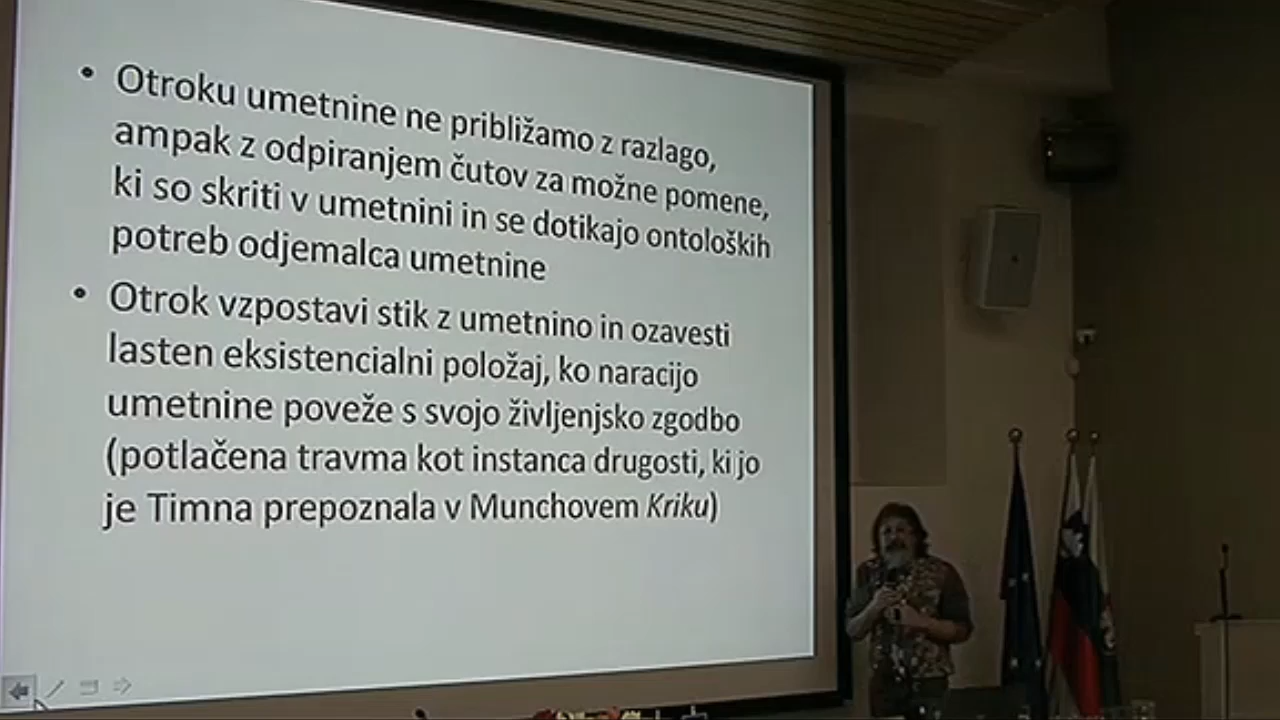 • Otroku umetnine ne približamo z razlago,
ampak z odpiranjem čutov za možne pomene,
ki so skriti v umetnini in se dotikajo ontoloških
potreb odjemalca umetnine
• Otrok vzpostavi stik z umetnino in ozavesti
lasten eksistencialni položaj, ko naracijo
umetnine poveže s svojo življenjsko zgodbo
(potlačena travma kot instanca drugosti, ki jo
je Timna prepoznala v Munchovem Kriku)